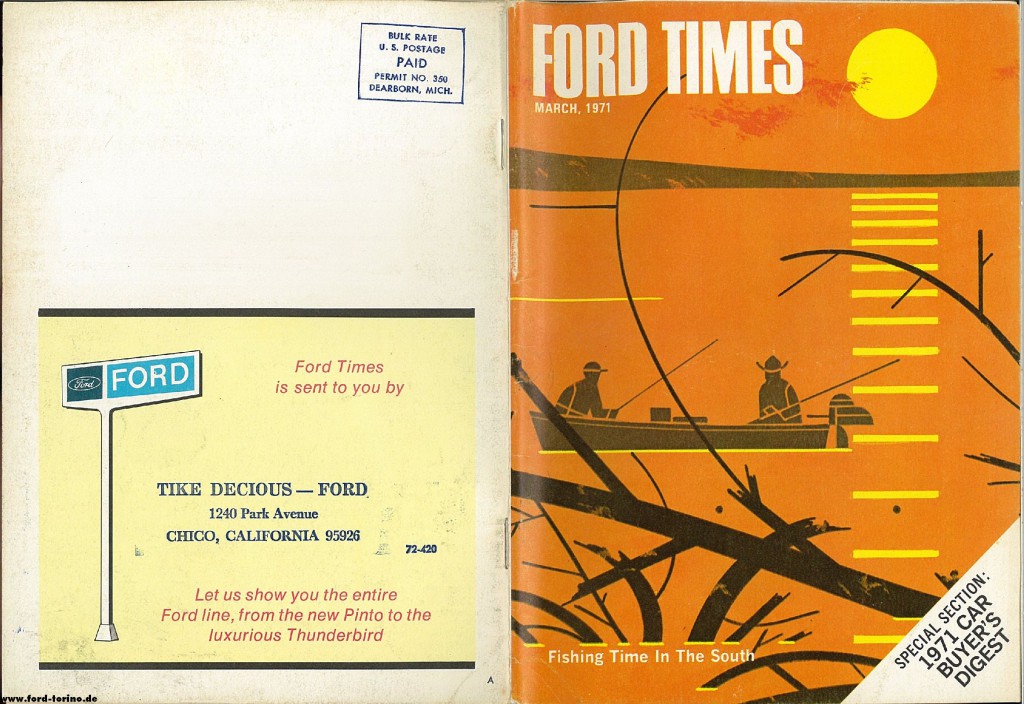 BULK RATE
U. S. POSTAGE
PAID
PERMIT NO. 350
DEARBORN, MICH.
Ford
FORD
Ford Times
is sent to you by
TIKE DECIOUS — FORD
1240 Park Avenue
CHICO, CALIFORNIA 95926
72-420
Let us show you the entire
Ford line, from the new Pinto to the
luxurious Thunderbird
A
www.ford-torino.de
FORD TIMES
MARCH, 1971
Fishing Time In The South
SPECIAL SECTION:
1971 CAR
BUYER'S
DIGEST